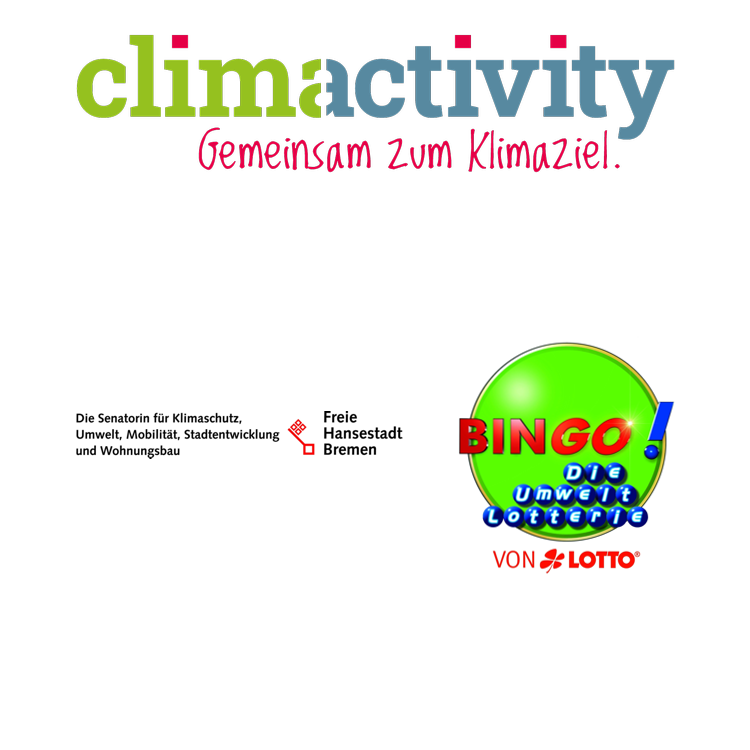 climactivity
Gemeinsam zum Klimaziel.
Die Senatorin für Klimaschutz,
Umwelt, Mobilität, Stadtentwicklung
und Wohnungsbau
Freie
Hansestadt
Bremen
BINGO!
Die
Umwelt
Lotterie
VON LOTTO®